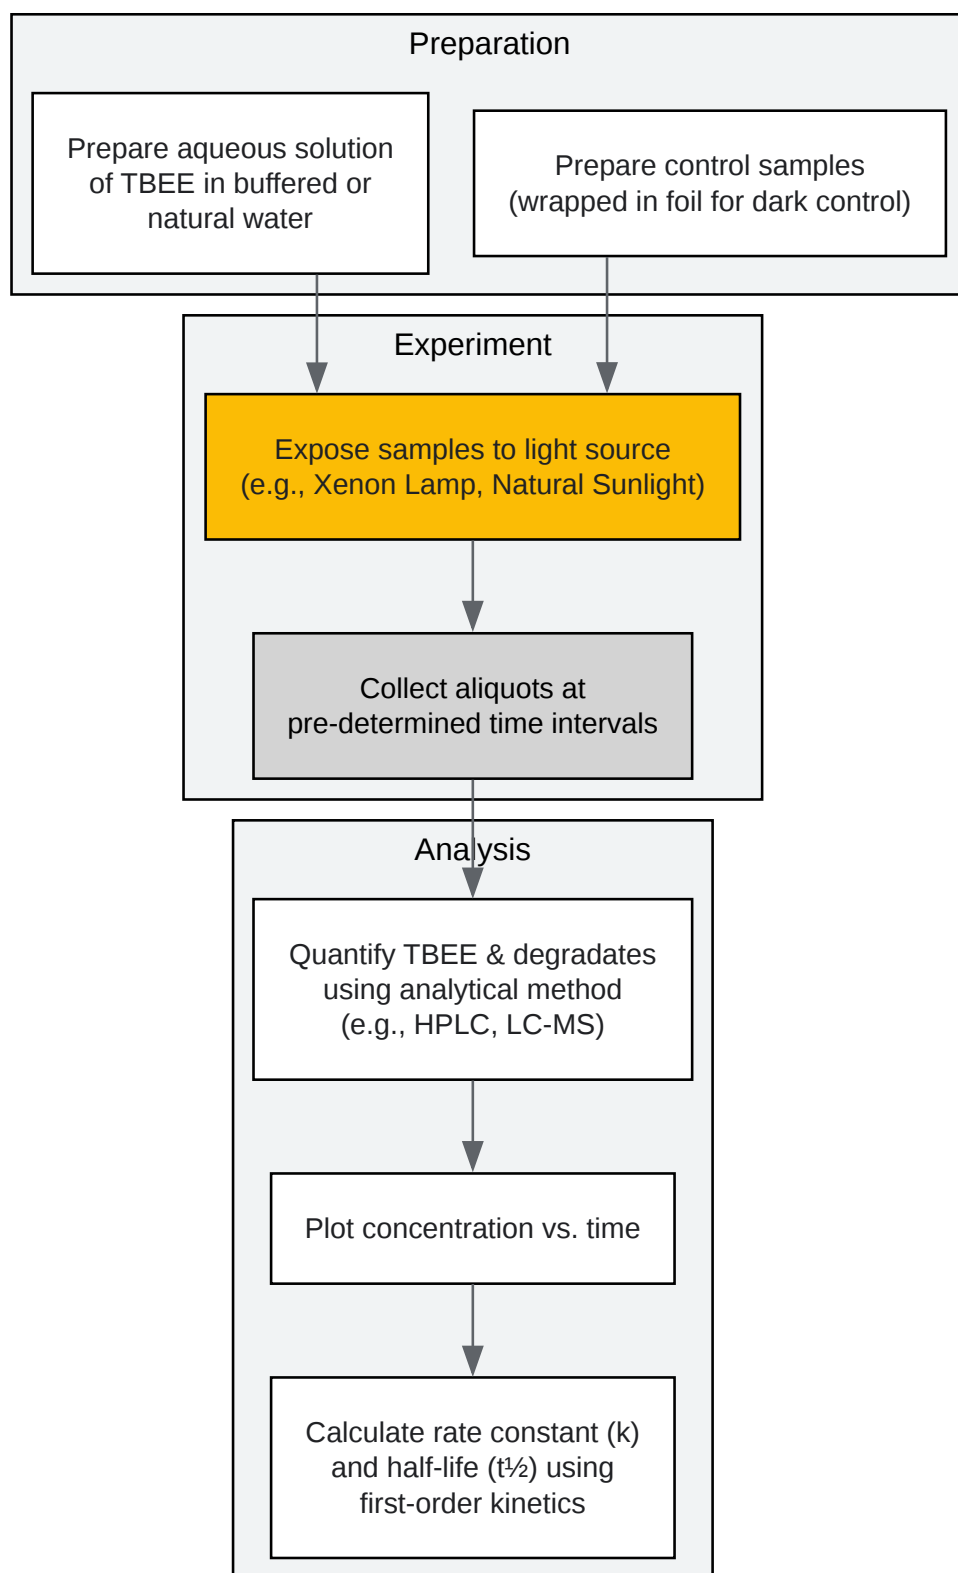 Preparation
Prepare aqueous solution
of TBEE in buffered or
natural water
Prepare control samples
(wrapped in foil for dark control)
Experiment
Expose samples to light source
(e.g., Xenon Lamp, Natural Sunlight)
Collect aliquots at
pre-determined time intervals
Analysis
Quantify TBEE & degradates
using analytical method
(e.g., HPLC, LC-MS)
Plot concentration vs. time
Calculate rate constant (k)
and half-life (t½) using
first-order kinetics